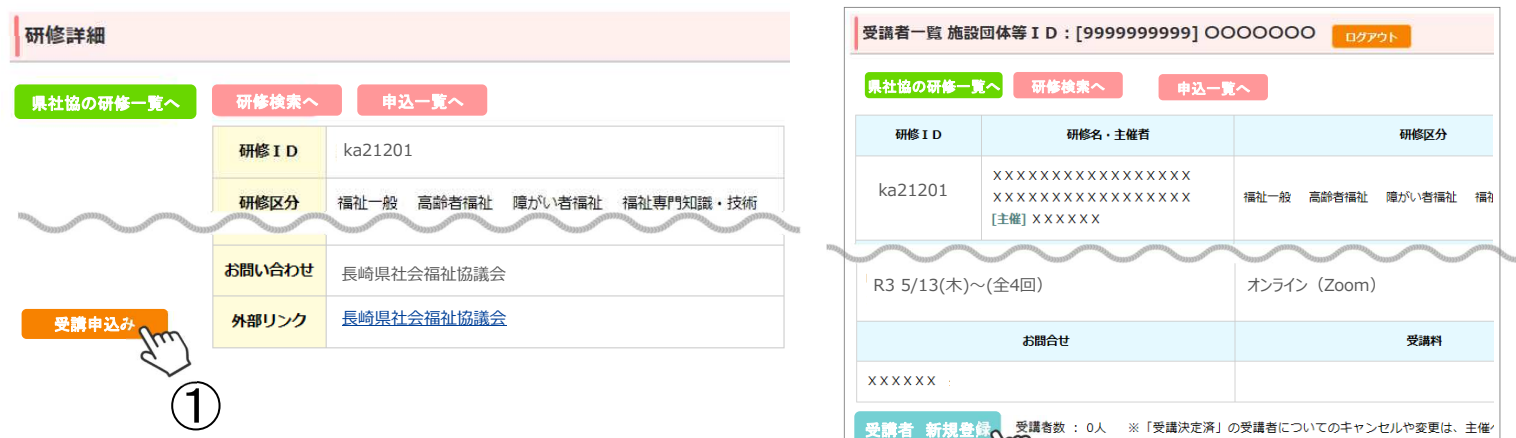 研修詳細
県社協の研修一覧へ 研修検索へ 申込一覧へ
研修ＩＤ ka21201
研修区分 福祉一般 高齢者福祉 障がい者福祉 福祉専門知識・技術
お問い合わせ 長崎県社会福祉協議会
外部リンク 長崎県社会福祉協議会
受講申込み
①
受講者一覧 施設団体等ＩＤ：[9999999999] ○○○○○○○ ログアウト
県社協の研修一覧へ 研修検索へ 申込一覧へ
研修ＩＤ 研修名・主催者 研修区分
ka21201
ＸＸＸＸＸＸＸＸＸＸＸＸＸＸＸＸＸ
ＸＸＸＸＸＸＸＸＸＸＸＸＸＸＸＸＸ
[主催] ＸＸＸＸＸＸ
福祉一般 高齢者福祉 障がい者福祉
R3 5/13(木)～(全4回) オンライン（Zoom）
お問合せ 受講料
ＸＸＸＸＸＸ
受講者 新規登録 受講者数 ： 0人 ※「受講決定済」の受講者についてのキャンセルや変更は、主催